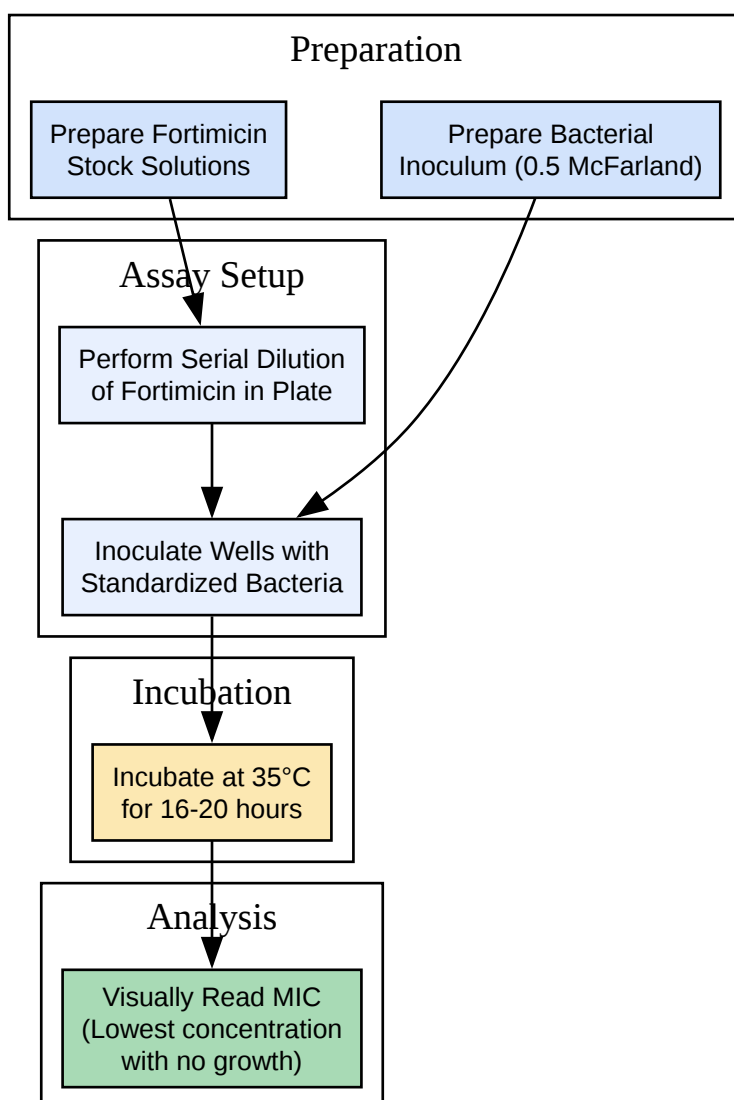 Preparation
Prepare Fortimicin
Stock Solutions
Prepare Bacterial
Inoculum (0.5 McFarland)
Assay Setup
Perform Serial Dilution
of Fortimicin in Plate
Inoculate Wells with
Standardized Bacteria
Incubation
Incubate at 35°C
for 16-20 hours
Analysis
Visually Read MIC
(Lowest concentration
with no growth)